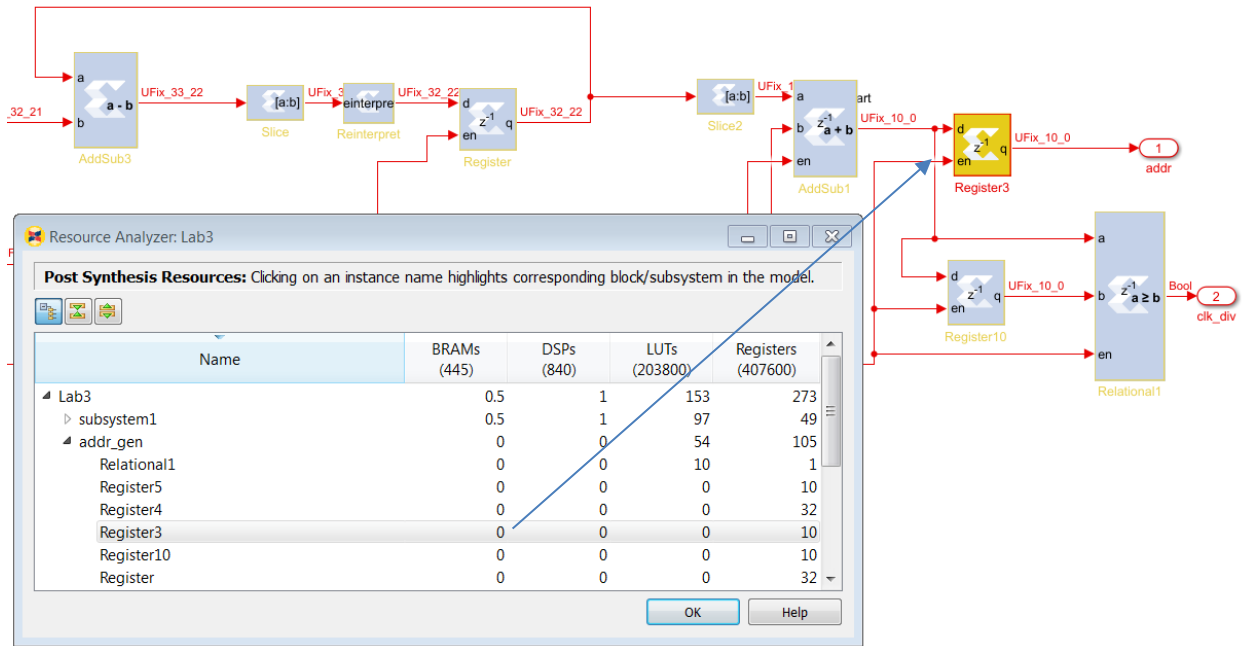 a
a - b
b
_32_21
AddSub3
UFix_33_22
[a:b]
Slice
UFix_3
einterpre
Reinterpret
UFix_32_22
d
z-1
q
en
Register
UFix_32_22
[a:b]
Slice2
UFix_1
a
art
b
z-1
a + b
en
AddSub1
UFix_10_0
d
z-1
q
en
Register3
UFix_10_0
1
addr
d
z-1
q
en
Register10
UFix_10_0
a
b
z-1
a ≥ b
en
Relational1
Bool
2
clk_div
Resource Analyzer: Lab3
Post Synthesis Resources: Clicking on an instance name highlights corresponding block/subsystem in the model.
Name BRAMs (445) DSPs (840) LUTs (203800) Registers (407600)
Lab3 0.5 1 153 273
subsystem1 0.5 1 97 49
addr_gen 0 0 54 105
Relational1 0 0 10 1
Register5 0 0 0 10
Register4 0 0 0 32
Register3 0 0 0 10
Register10 0 0 0 10
Register 0 0 0 32
OK Help